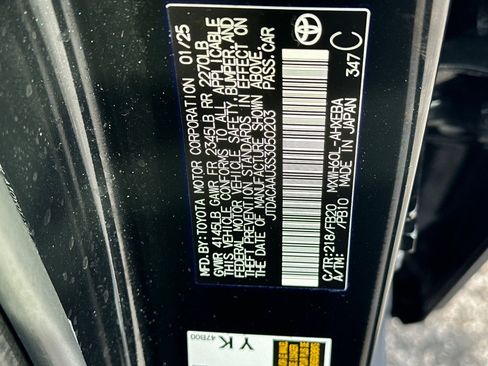 MFD.BY:TOYOTA MOTOR CORPORATION 01/25
GVWR 4145LB GAWR FR 2345LB RR 2270LB
THIS VEHICLE CONFORMS TO ALL APPLICABLE
FEDERAL MOTOR VEHICLE SAFETY, BUMPER, AND
THEFT PREVENTION STANDARDS IN EFFECT ON
THE DATE OF MANUFACTURE SHOWN ABOVE.
JTDACAAU3S3050203 PASS.CAR
C/TR:218/FB20 MXWH60L-AHXEBA
A/TM: /PB10 MADE IN JAPAN
347 C
Y K
47B00